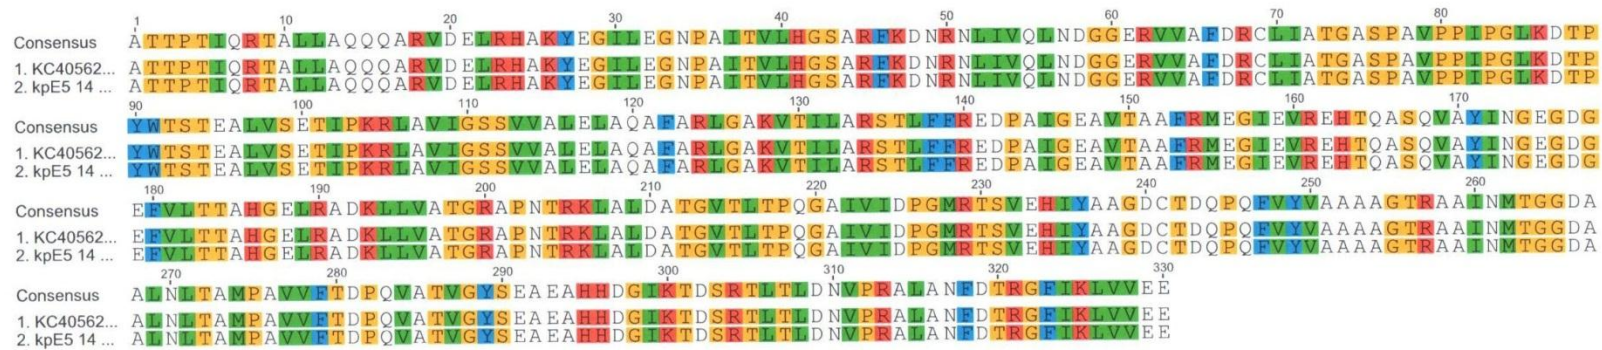 1 10 20 30 40 50 60 70 80
Consensus ATTPTIQRTALLAQQQARVDELRHAKYEGILEGNPAITVLHGSARFKDNRNLIVQLNDGGERVVAFDRCLIATGASPAVPPIPGLKDTP
1. KC40562... ATTPTIQRTALLAQQQARVDELRHAKYEGILEGNPAITVLHGSARFKDNRNLIVQLNDGGERVVAFDRCLIATGASPAVPPIPGLKDTP
2. kpE5 14 ... ATTPTIQRTALLAQQQARVDELRHAKYEGILEGNPAITVLHGSARFKDNRNLIVQLNDGGERVVAFDRCLIATGASPAVPPIPGLKDTP
90 100 110 120 130 140 150 160 170
Consensus YWTSTEALVSETIPKRLAVIGSSVVALELAQAFARLGAKVTILARSTLFFREDPAIGEAVTAAFRMEGIEVREHTQASQVAYINGEGDG
1. KC40562... YWTSTEALVSETIPKRLAVIGSSVVALELAQAFARLGAKVTILARSTLFFREDPAIGEAVTAAFRMEGIEVREHTQASQVAYINGEGDG
2. kpE5 14 ... YWTSTEALVSETIPKRLAVIGSSVVALELAQAFARLGAKVTILARSTLFFREDPAIGEAVTAAFRMEGIEVREHTQASQVAYINGEGDG
180 190 200 210 220 230 240 250 260
Consensus EFVLTTAHGELRADKLLVATGRAPNTRKLALDATGVTLTPQGAIVIDPGMRTSVEHIYAAGDCTDQPQFVYVAAAAGTRAAINMTGGDA
1. KC40562... EFVLTTAHGELRADKLLVATGRAPNTRKLALDATGVTLTPQGAIVIDPGMRTSVEHIYAAGDCTDQPQFVYVAAAAGTRAAINMTGGDA
2. kpE5 14 ... EFVLTTAHGELRADKLLVATGRAPNTRKLALDATGVTLTPQGAIVIDPGMRTSVEHIYAAGDCTDQPQFVYVAAAAGTRAAINMTGGDA
270 280 290 300 310 320 330
Consensus ALNLTAMPAVVFTDPQVATVGYSEAEAHHDGIKTDSRTLTLDNVPRALANFDTRGFIKLVVEE
1. KC40562... ALNLTAMPAVVFTDPQVATVGYSEAEAHHDGIKTDSRTLTLDNVPRALANFDTRGFIKLVVEE
2. kpE5 14 ... ALNLTAMPAVVFTDPQVATVGYSEAEAHHDGIKTDSRTLTLDNVPRALANFDTRGFIKLVVEE